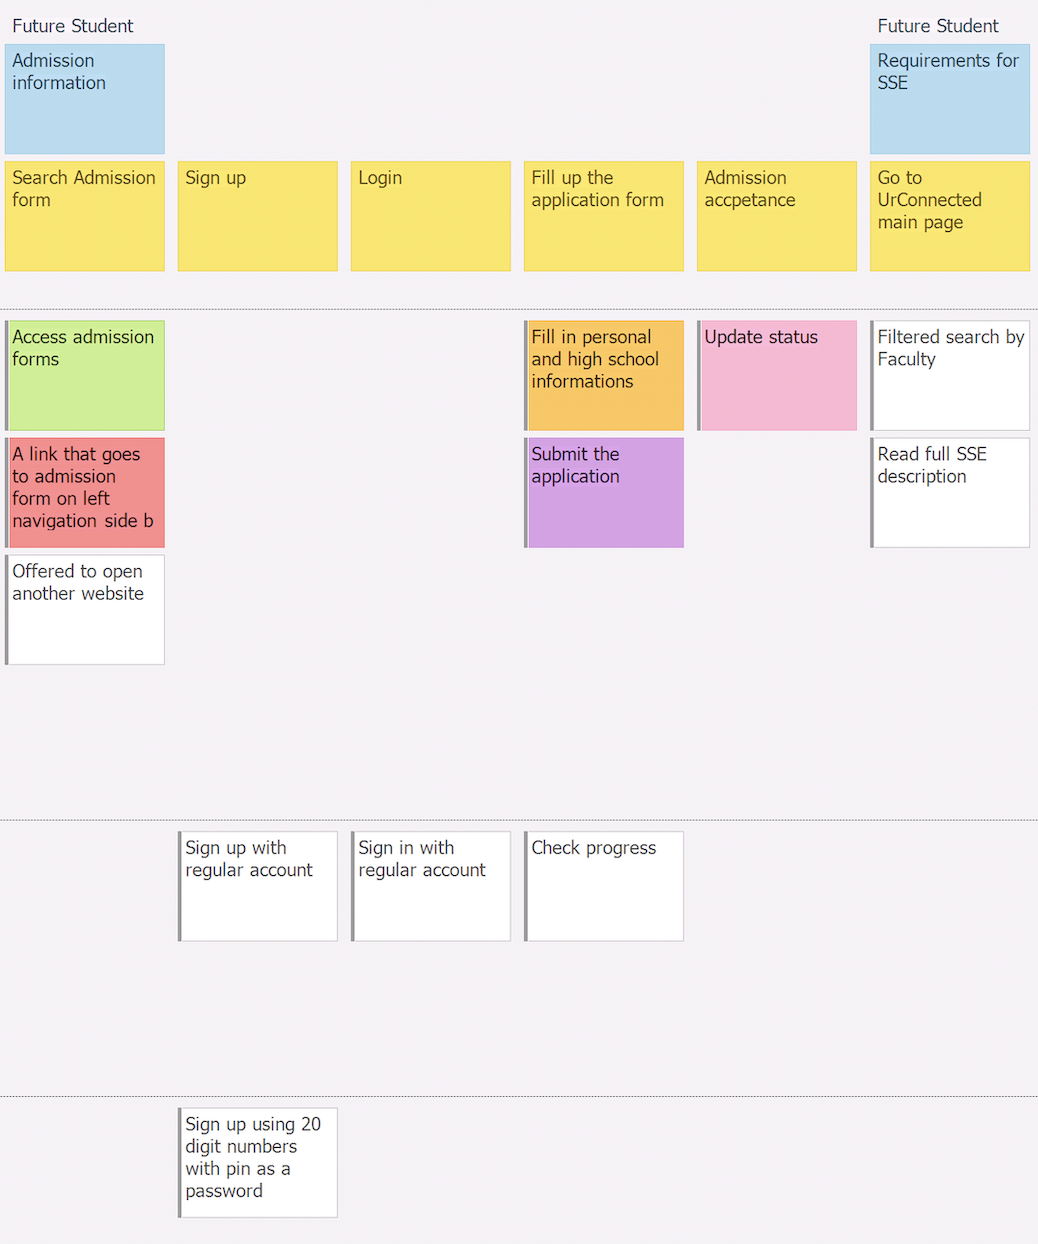 Future Student
Future Student
Admission
information
Requirements for
SSE
Search Admission
form
Sign up
Login
Fill up the
application form
Admission
accpetance
Go to
UrConnected
main page
Access admission
forms
Fill in personal
and high school
informations
Update status
Filtered search by
Faculty
A link that goes
to admission
form on left
navigation side b
Submit the
application
Read full SSE
description
Offered to open
another website
Sign up with
regular account
Sign in with
regular account
Check progress
Sign up using 20
digit numbers
with pin as a
password